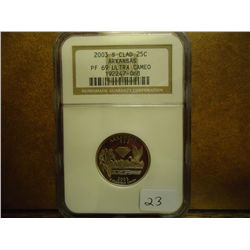 2003 S CLAD 25C
ARKANSAS
PF 69 ULTRA CAMEO
NUMISMATIC GUARANTY CORPORATION
23